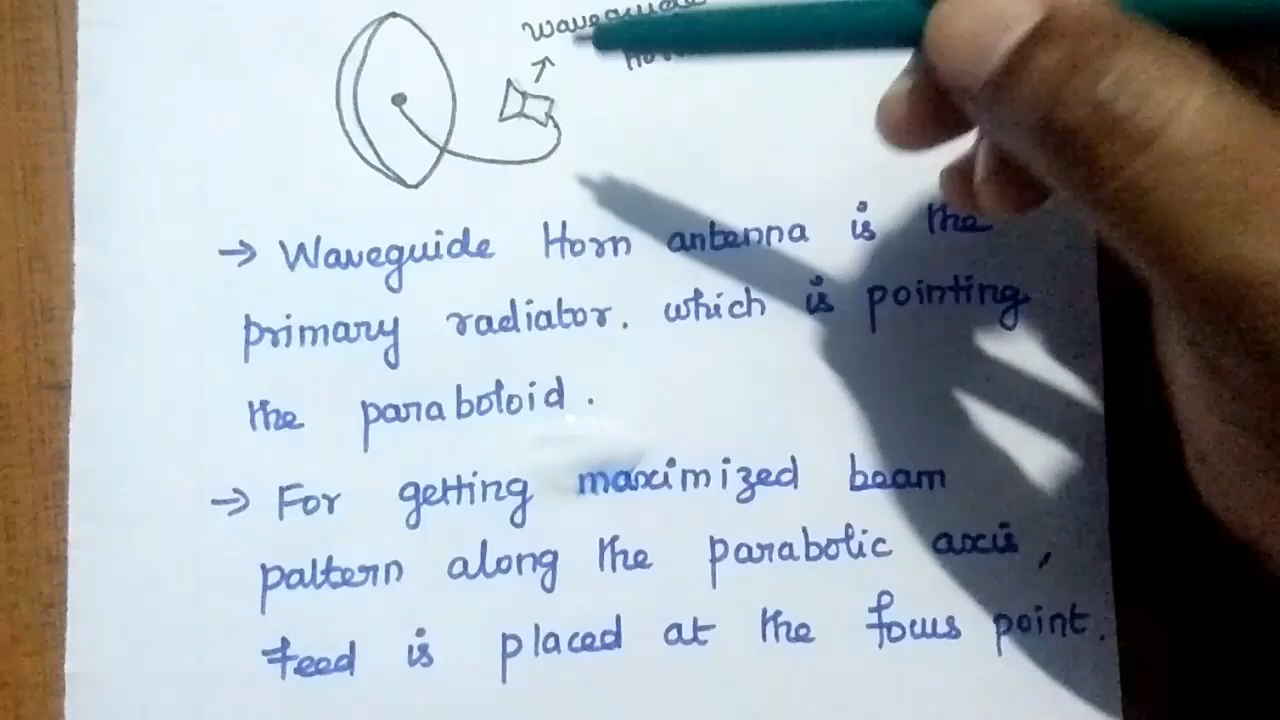 Waveguide
→ Waveguide Horn antenna is the
primary radiator. which is pointing
the paraboloid.
→ For getting maximized beam
pattern along the parabolic axis,
feed is placed at the focus point.